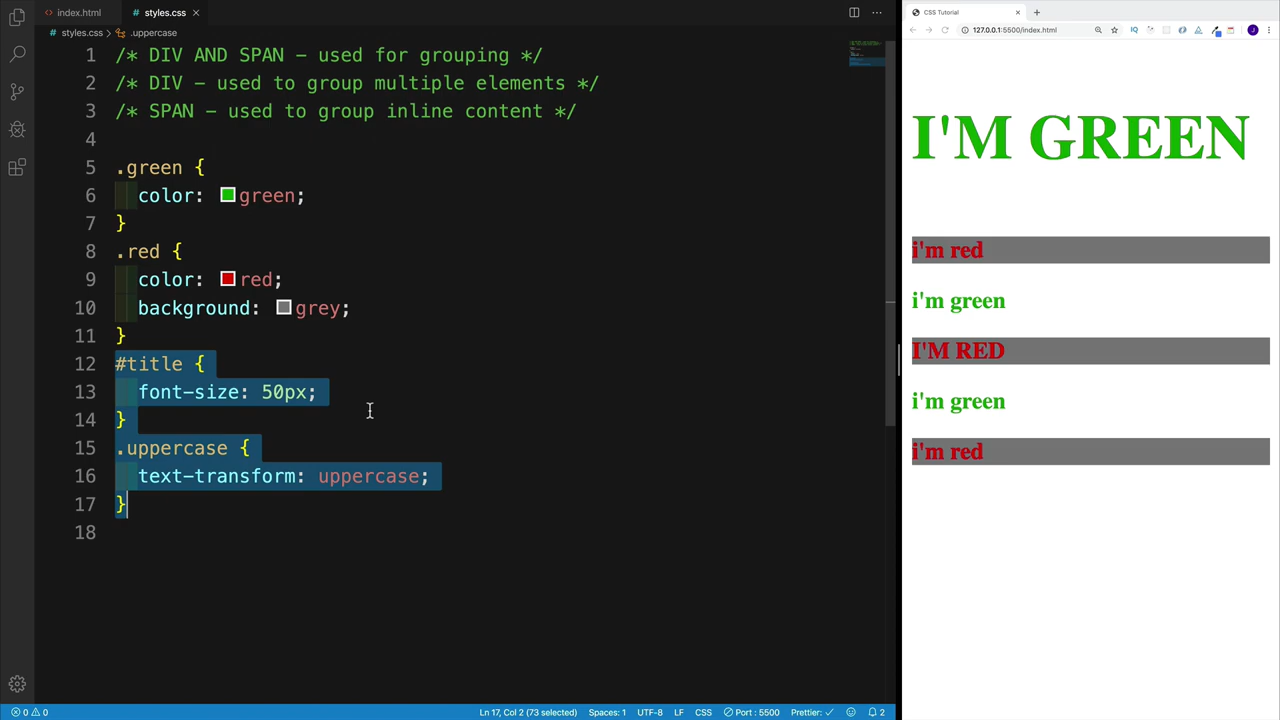 index.html
styles.css
styles.css > .uppercase
1 /* DIV AND SPAN - used for grouping */
2 /* DIV - used to group multiple elements */
3 /* SPAN - used to group inline content */
4
5 .green {
6 color: green;
7 }
8 .red {
9 color: red;
10 background: grey;
11 }
12 #title {
13 font-size: 50px;
14 }
15 .uppercase {
16 text-transform: uppercase;
17 }
18
0 0
Ln 17, Col 2 (73 selected) Spaces: 1 UTF-8 LF CSS Port : 5500 Prettier: ✓ 2
CSS Tutorial
127.0.0.1:5500/index.html
IQ
J
I'M GREEN
i'm red
i'm green
I'M RED
i'm green
i'm red